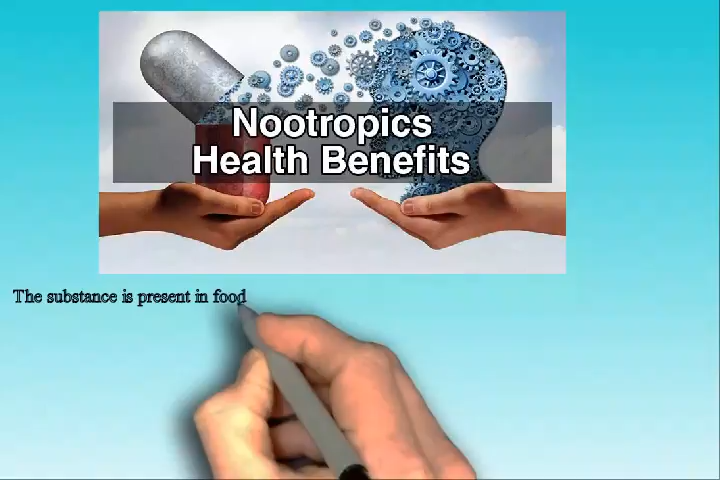 Nootropics
Health Benefits
The substance is present in food